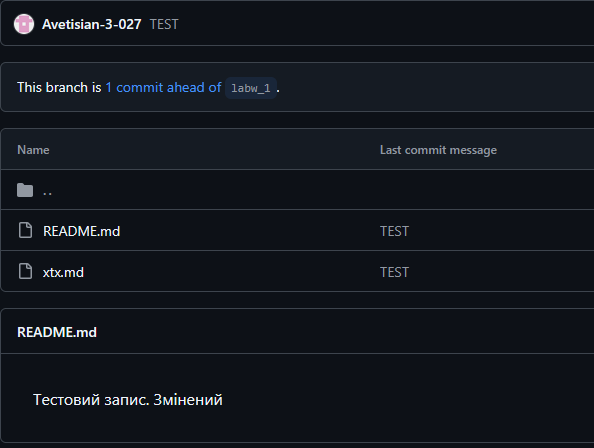 Avetisian-3-027 TEST
This branch is 1 commit ahead of labw_1.
Name Last commit message
..
README.md TEST
xtx.md TEST
README.md
Тестовий запис. Змінений